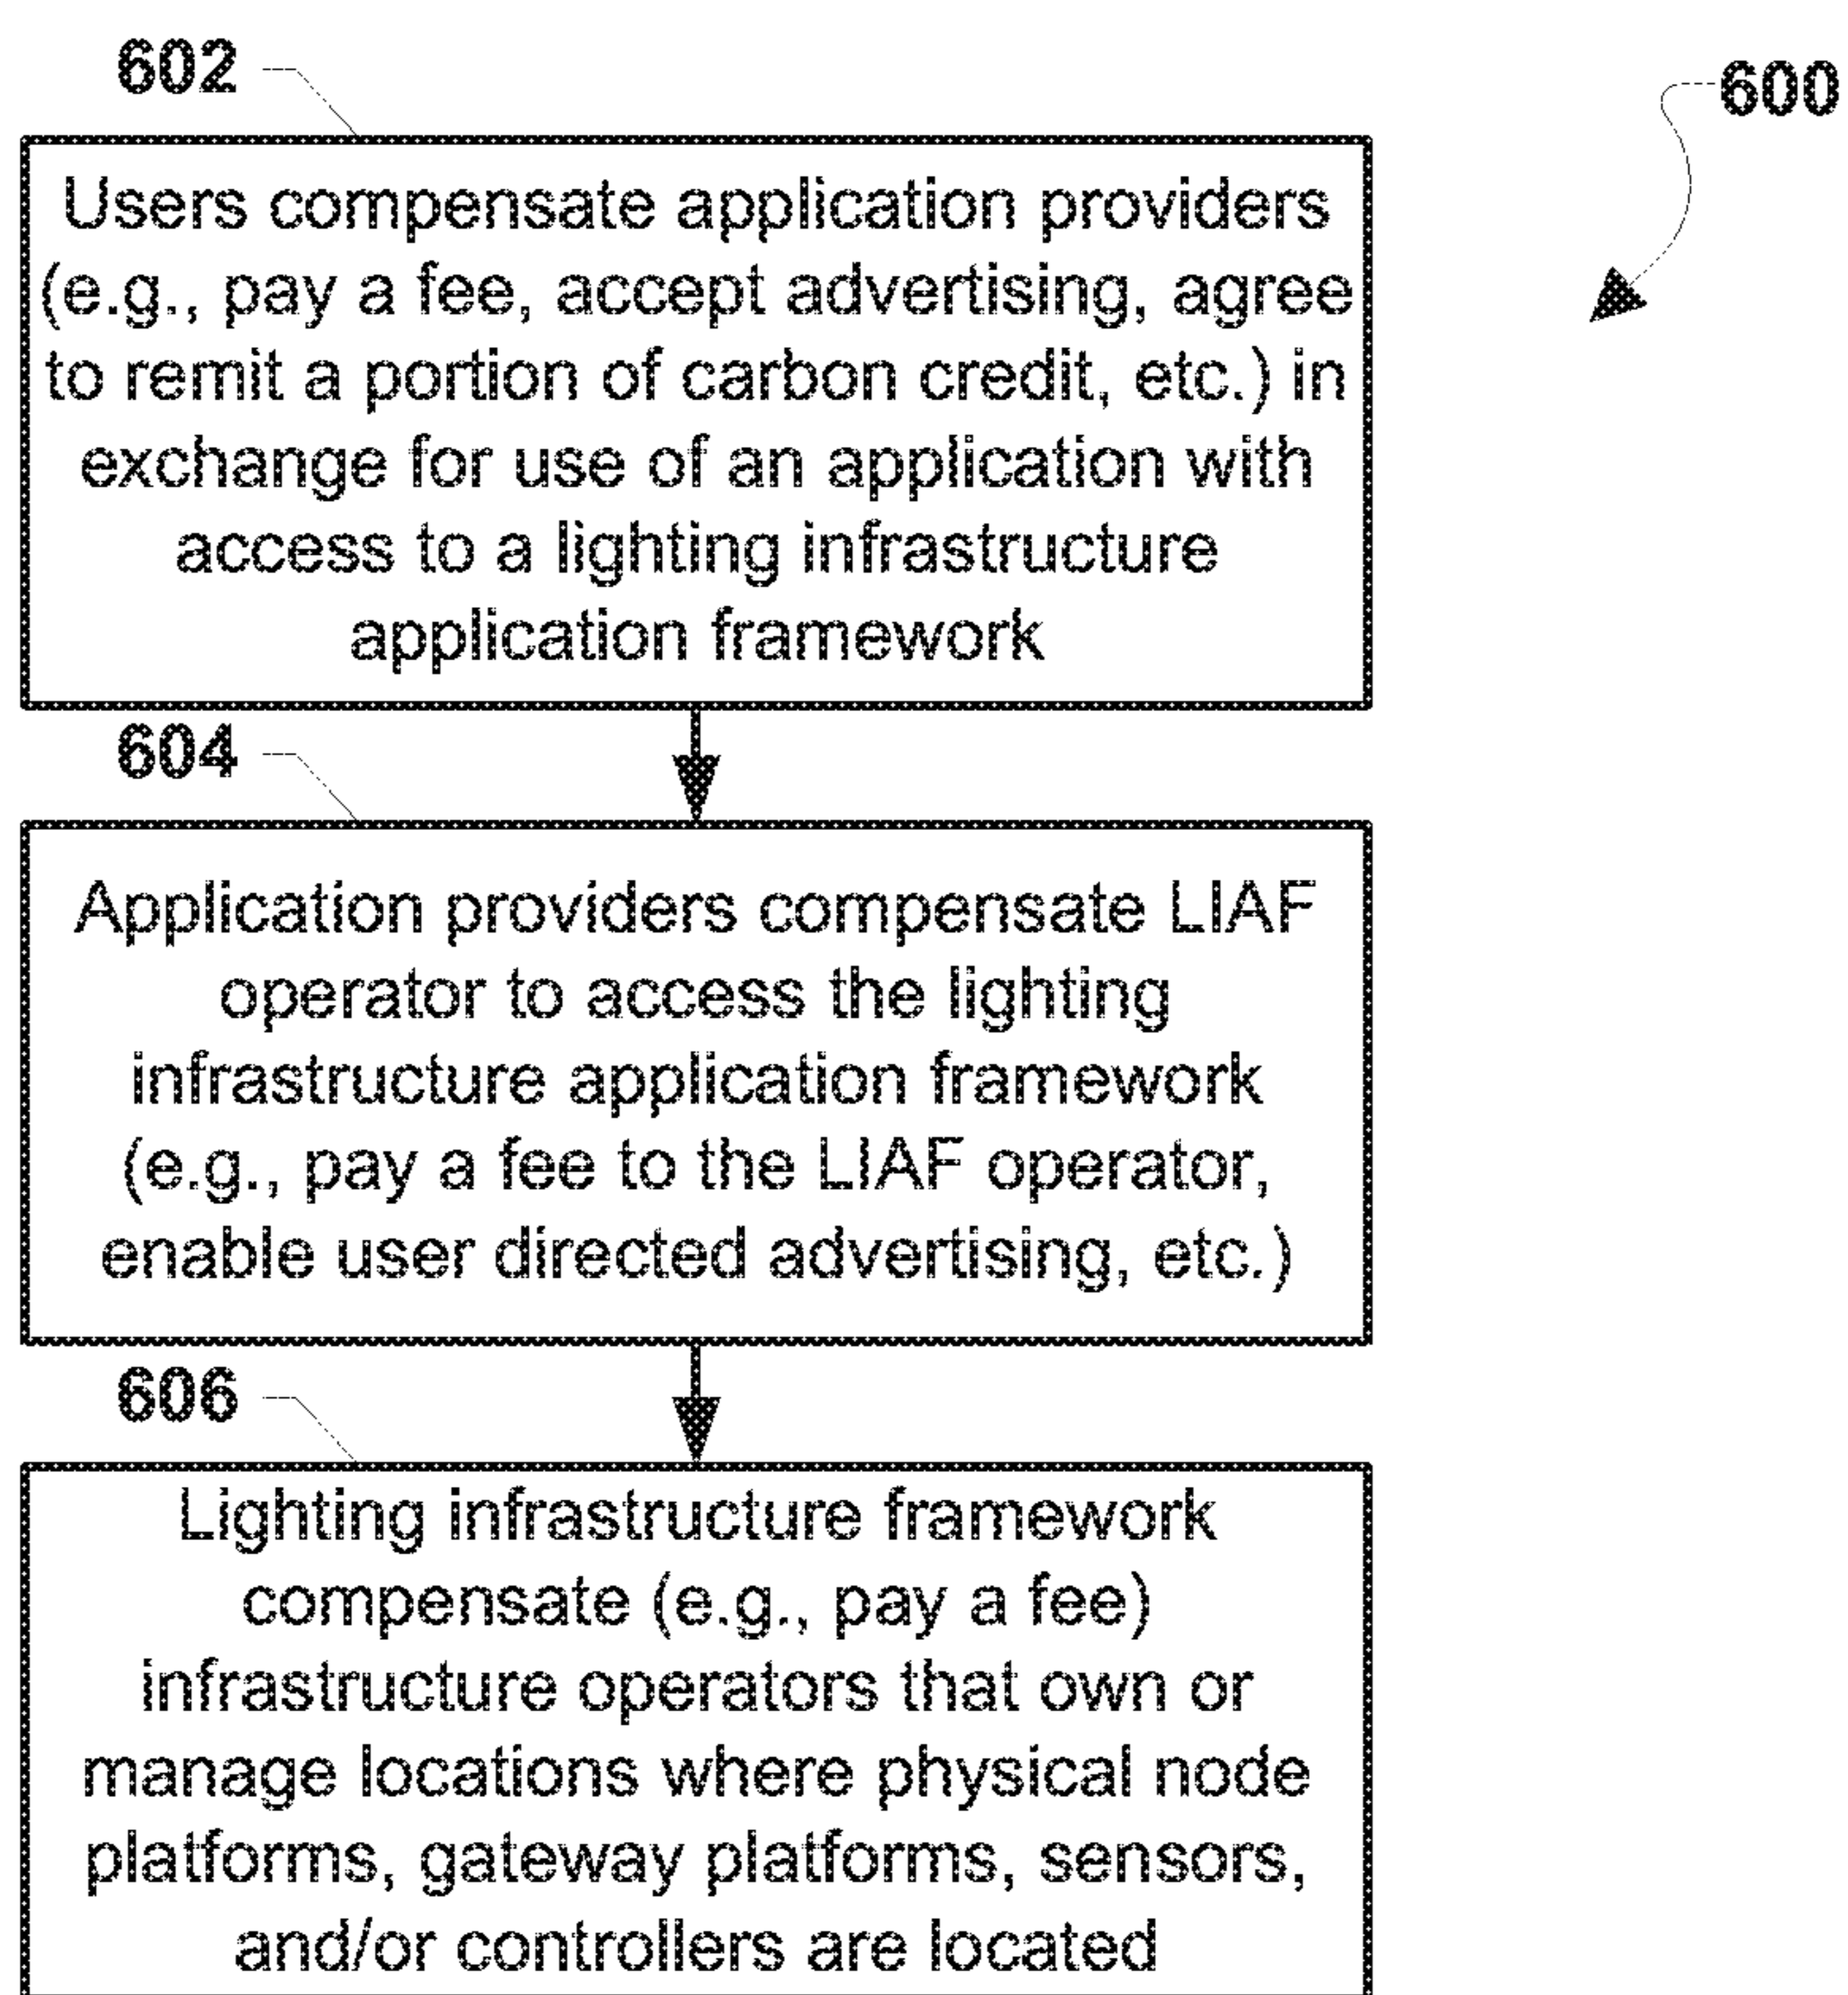 602
600
Users compensate application providers
(e.g., pay a fee, accept advertising, agree
to remit a portion of carbon credit, etc.) in
exchange for use of an application with
access to a lighting infrastructure
application framework
604
Application providers compensate LIAF
operator to access the lighting
infrastructure application framework
(e.g., pay a fee to the LIAF operator,
enable user directed advertising, etc.)
606
Lighting infrastructure framework
compensate (e.g., pay a fee)
infrastructure operators that own or
manage locations where physical node
platforms, gateway platforms, sensors,
and/or controllers are located